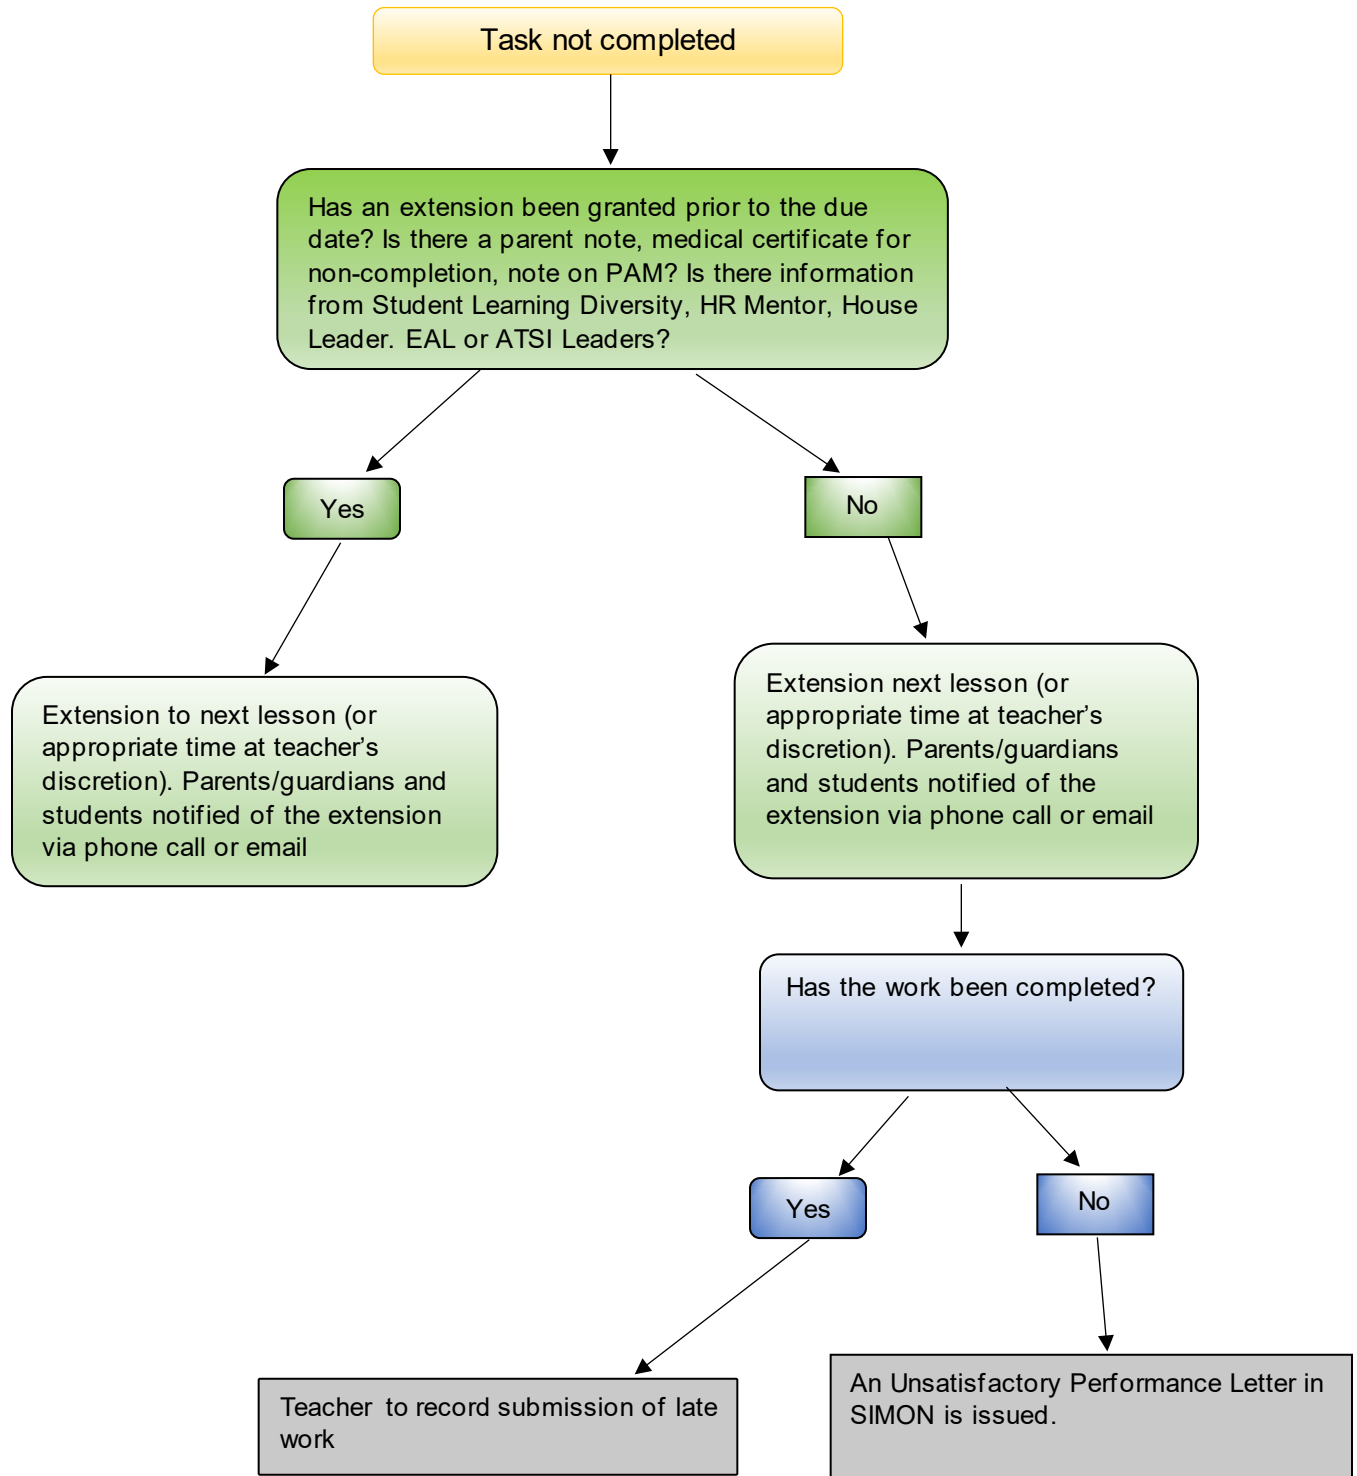 Task not completed
Has an extension been granted prior to the due
date? Is there a parent note, medical certificate for
non-completion, note on PAM? Is there information
from Student Learning Diversity, HR Mentor, House
Leader. EAL or ATSI Leaders?
Yes
No
Extension to next lesson (or
appropriate time at teacher’s
discretion). Parents/guardians and
students notified of the extension
via phone call or email
Extension next lesson (or
appropriate time at teacher’s
discretion). Parents/guardians
and students notified of the
extension via phone call or email
Has the work been completed?
Yes
No
Teacher to record submission of late
work
An Unsatisfactory Performance Letter in
SIMON is issued.